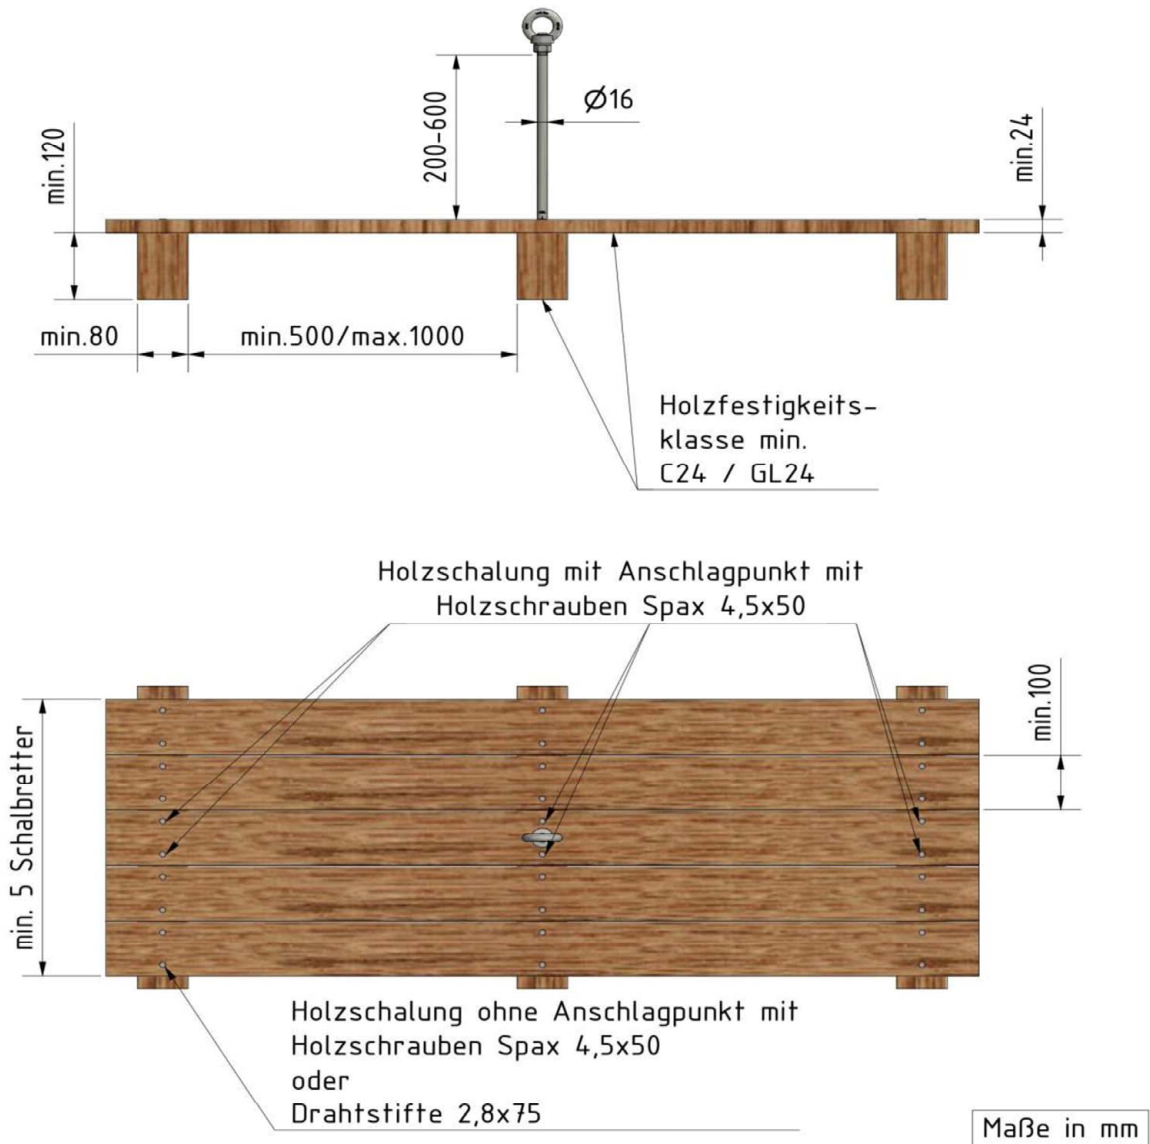 Ø16
200-600
min.120
min.24
min.80
min.500/max.1000
Holzfestigkeits-
klasse min.
C24 / GL24
Holzschalung mit Anschlagpunkt mit
Holzschrauben Spax 4,5x50
min.100
min. 5 Schalbretter
Holzschalung ohne Anschlagpunkt mit
Holzschrauben Spax 4,5x50
oder
Drahtstifte 2,8x75
Maße in mm